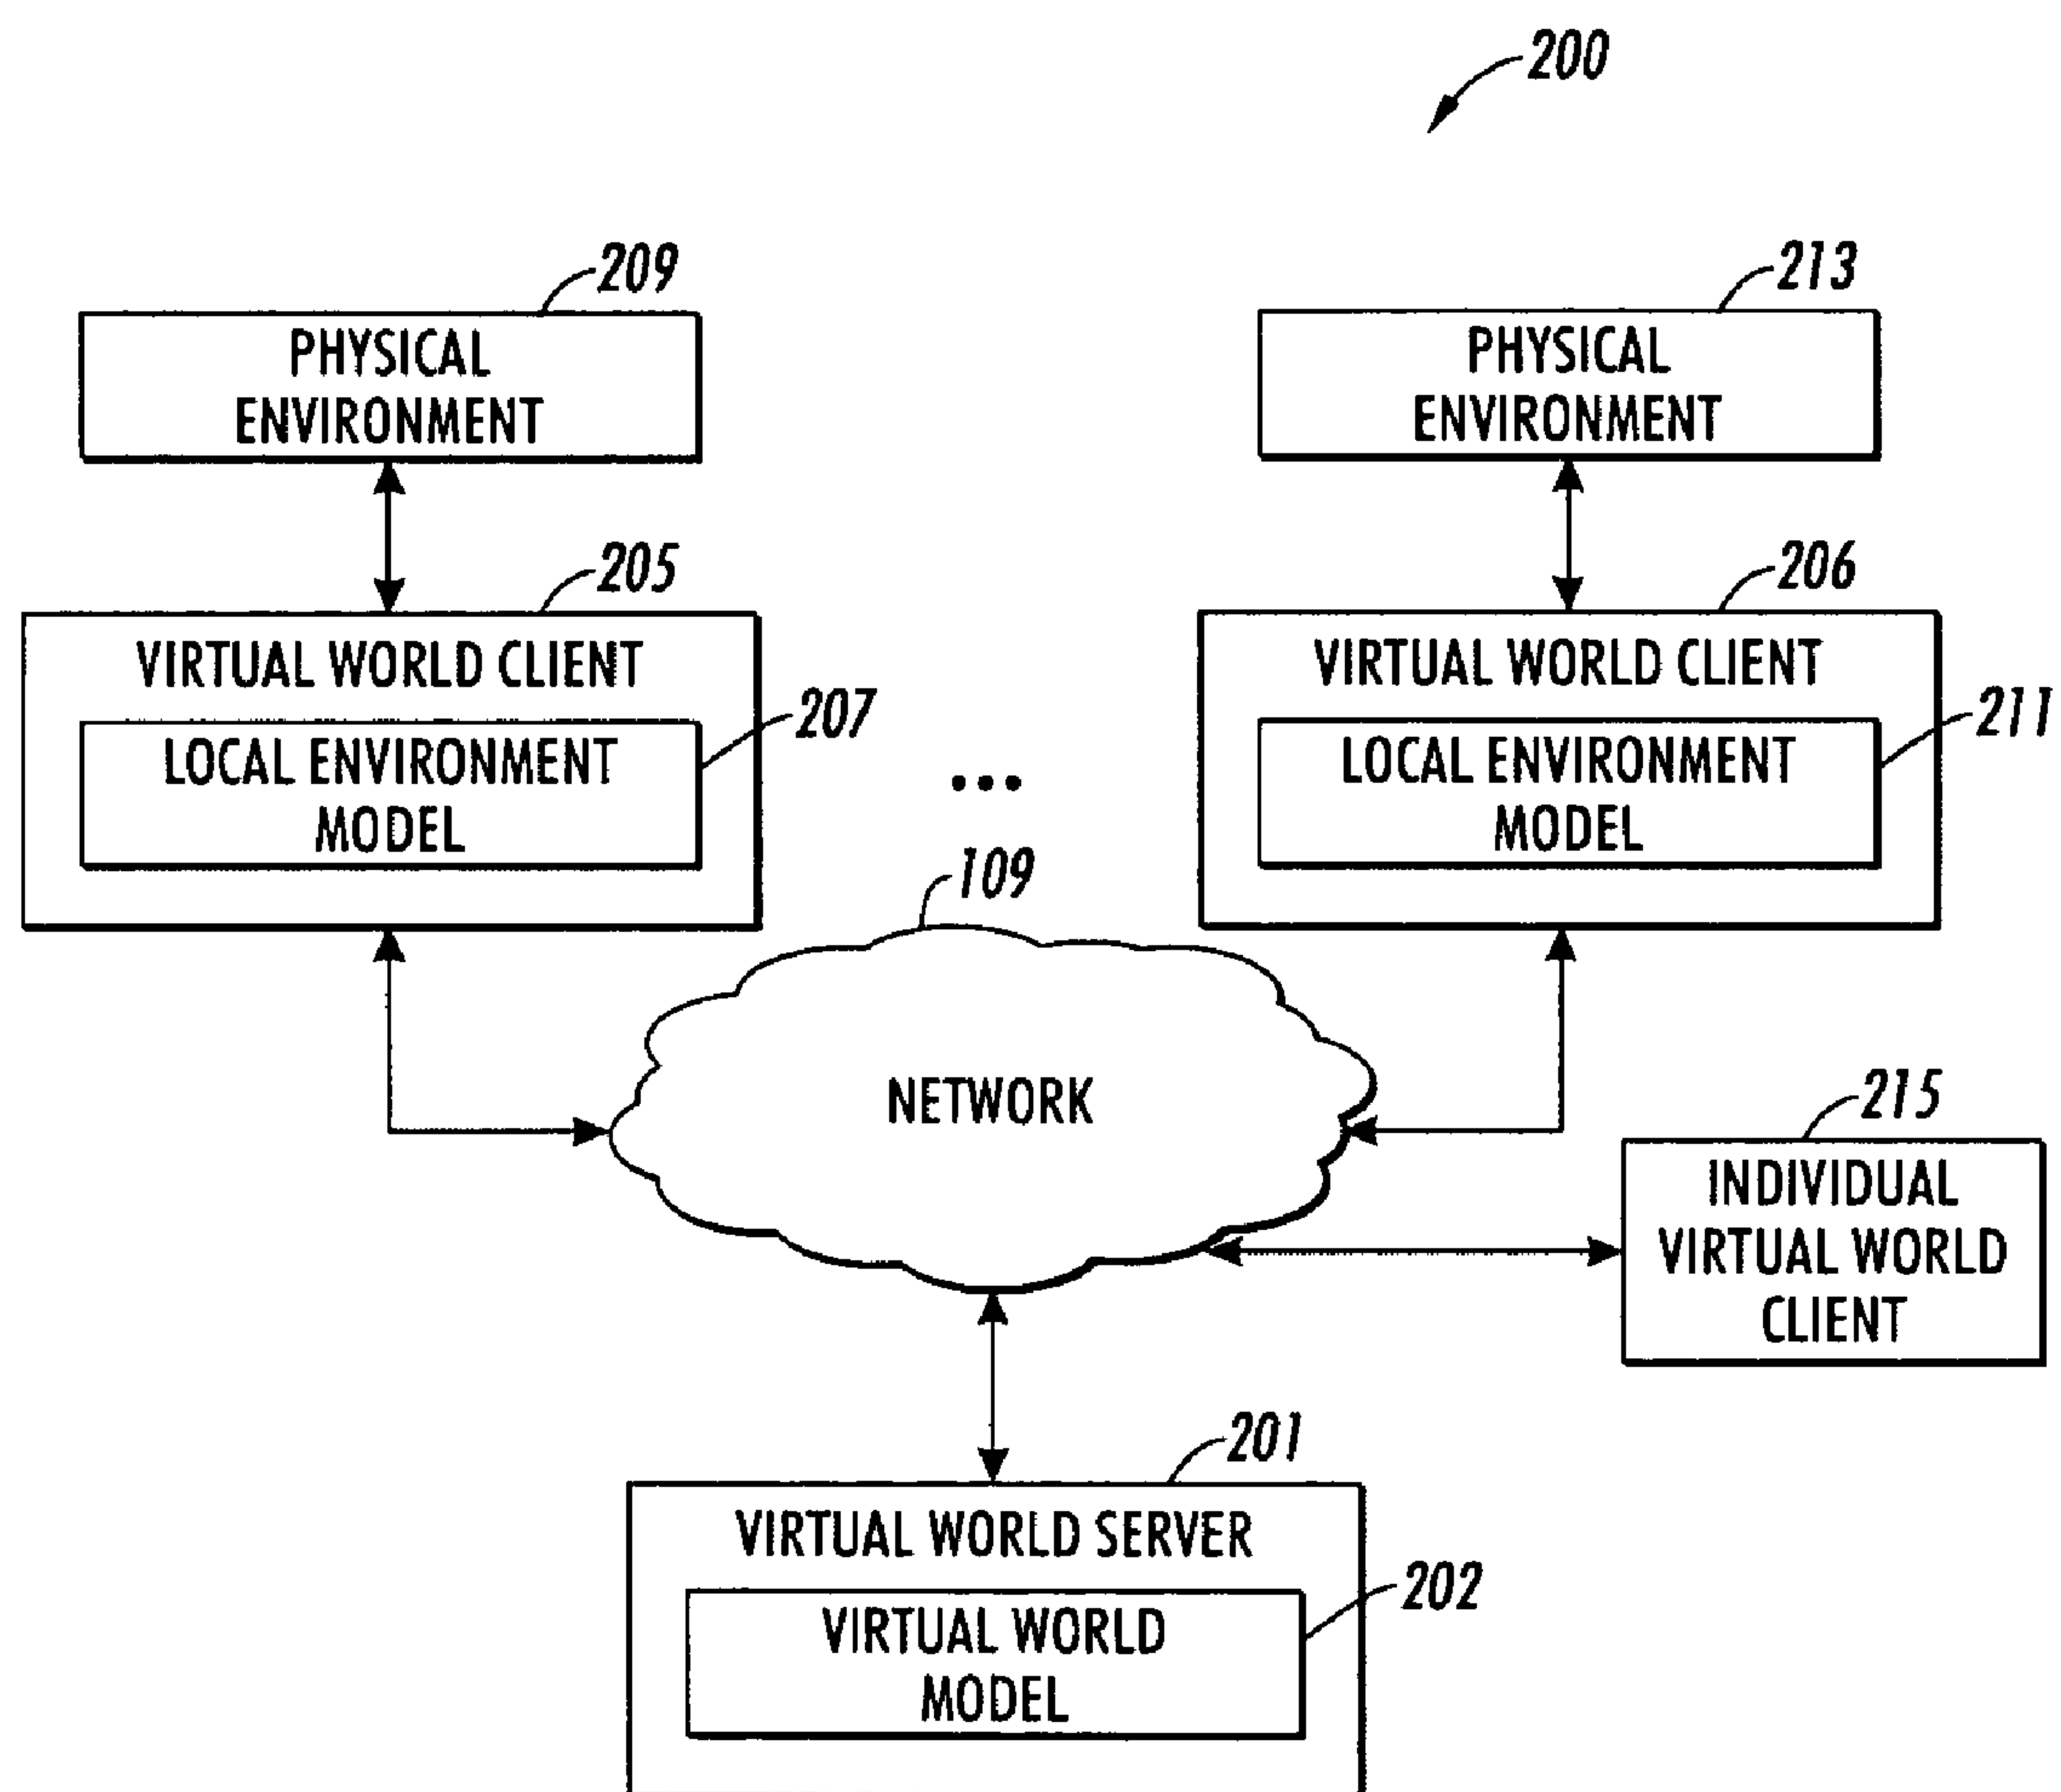 200
209
PHYSICAL
ENVIRONMENT
213
PHYSICAL
ENVIRONMENT
205
VIRTUAL WORLD CLIENT
207
LOCAL ENVIRONMENT
MODEL
206
VIRTUAL WORLD CLIENT
211
LOCAL ENVIRONMENT
MODEL
109
NETWORK
215
INDIVIDUAL
VIRTUAL WORLD
CLIENT
201
VIRTUAL WORLD SERVER
202
VIRTUAL WORLD
MODEL